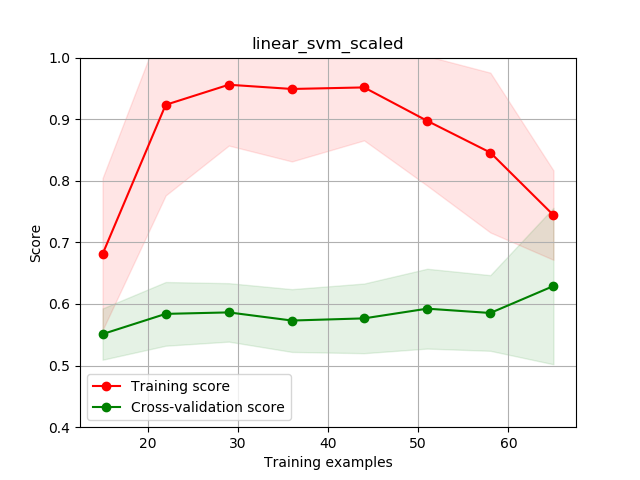 linear_svm_scaled
1.0
0.9
0.8
0.7
0.6
0.5
0.4
Score
Training score
Cross-validation score
20 30 40 50 60
Training examples